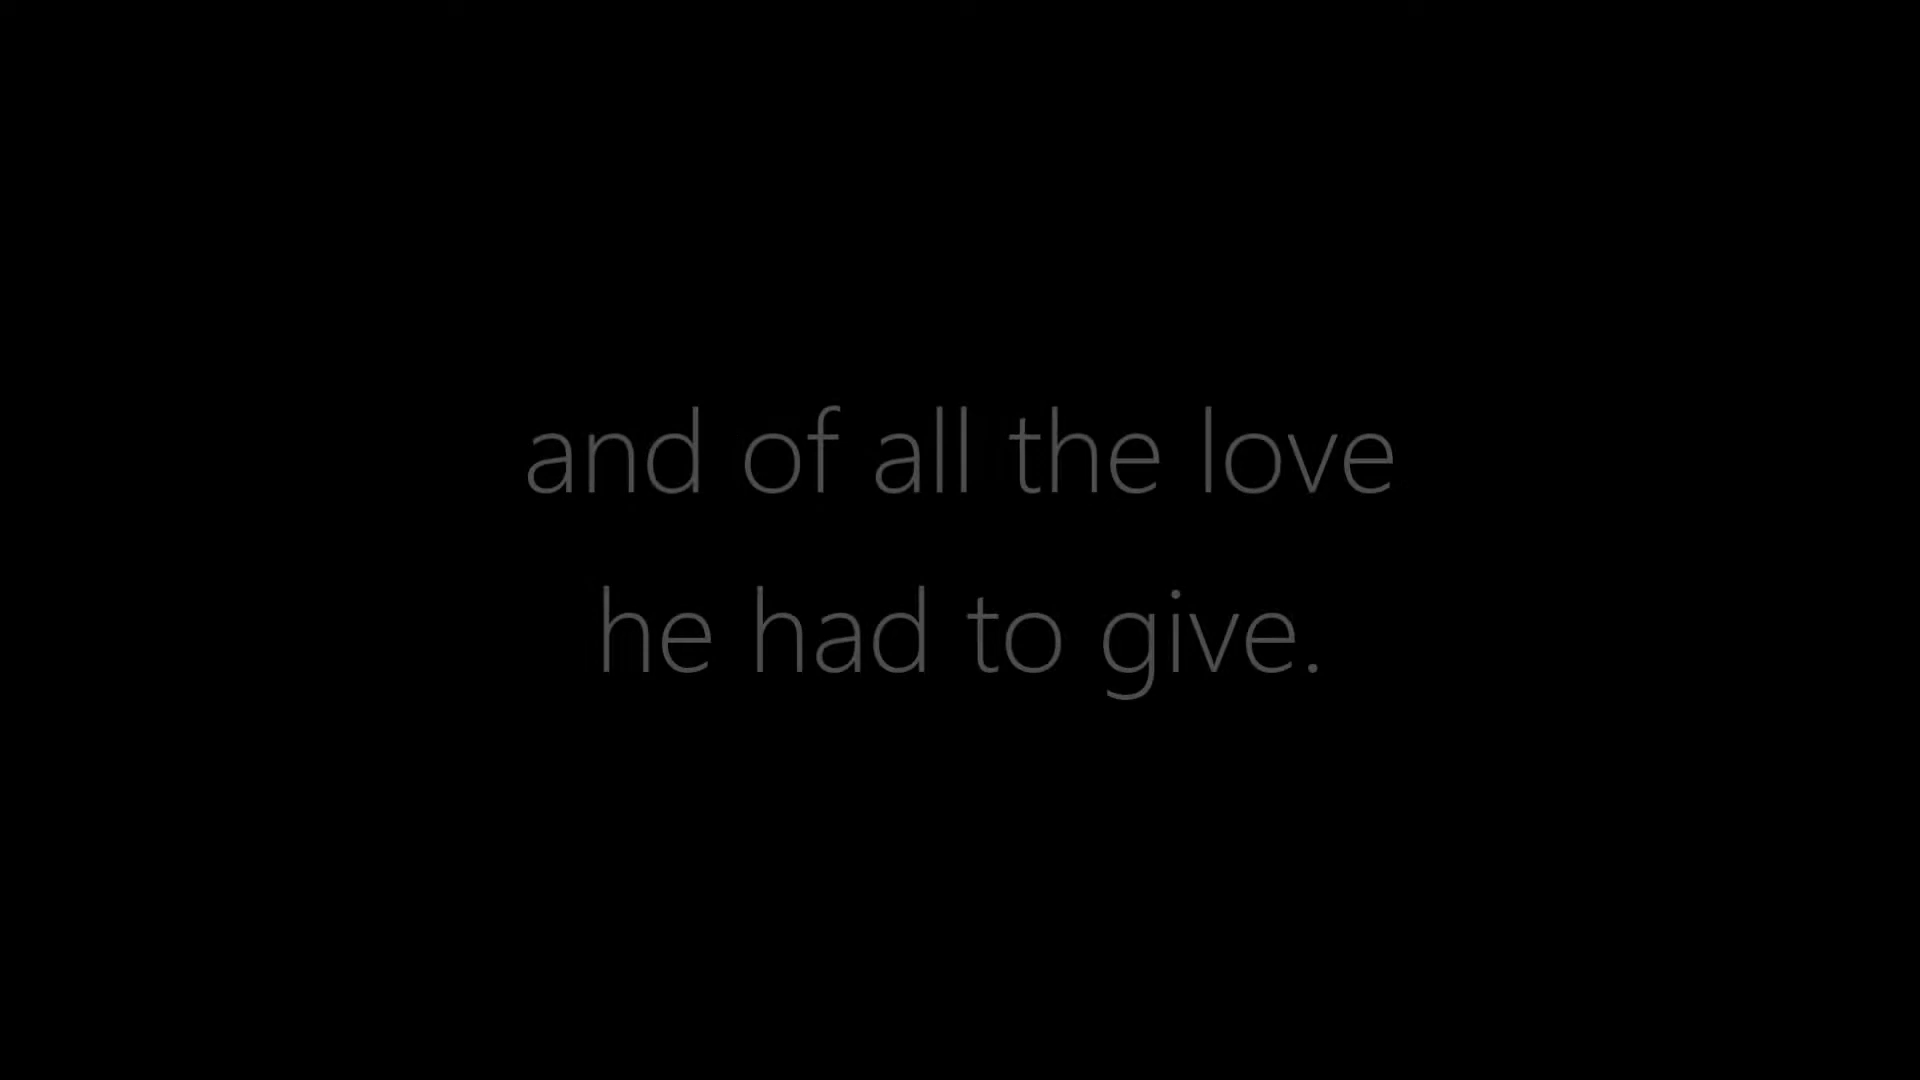 and of all the love
he had to give.